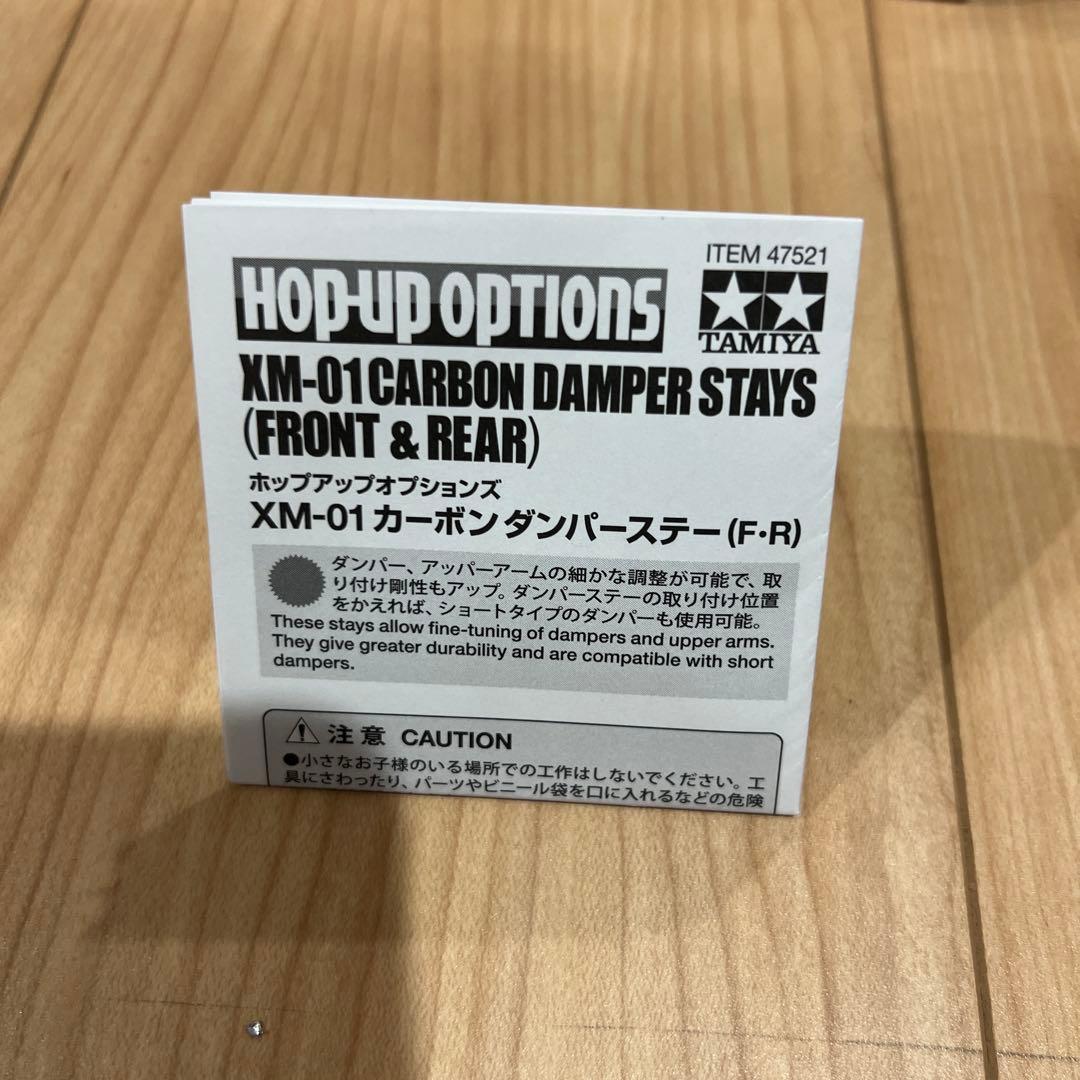 ITEM 47521
HOP-UP OPTIONS
TAMIYA
XM-01 CARBON DAMPER STAYS
(FRONT & REAR)
ホップアップオプションズ
XM-01 カーボン ダンパーステー (F・R)
ダンパー、アッパーアームの細かな調整が可能で、取
り付け剛性もアップ。ダンパーステーの取り付け位置
をかえれば、ショートタイプのダンパーも使用可能。
These stays allow fine-tuning of dampers and upper arms.
They give greater durability and are compatible with short
dampers.
注意 CAUTION
●小さなお子様のいる場所での工作はしないでください。工
具にさわったり、パーツやビニール袋を口に入れるなどの危険